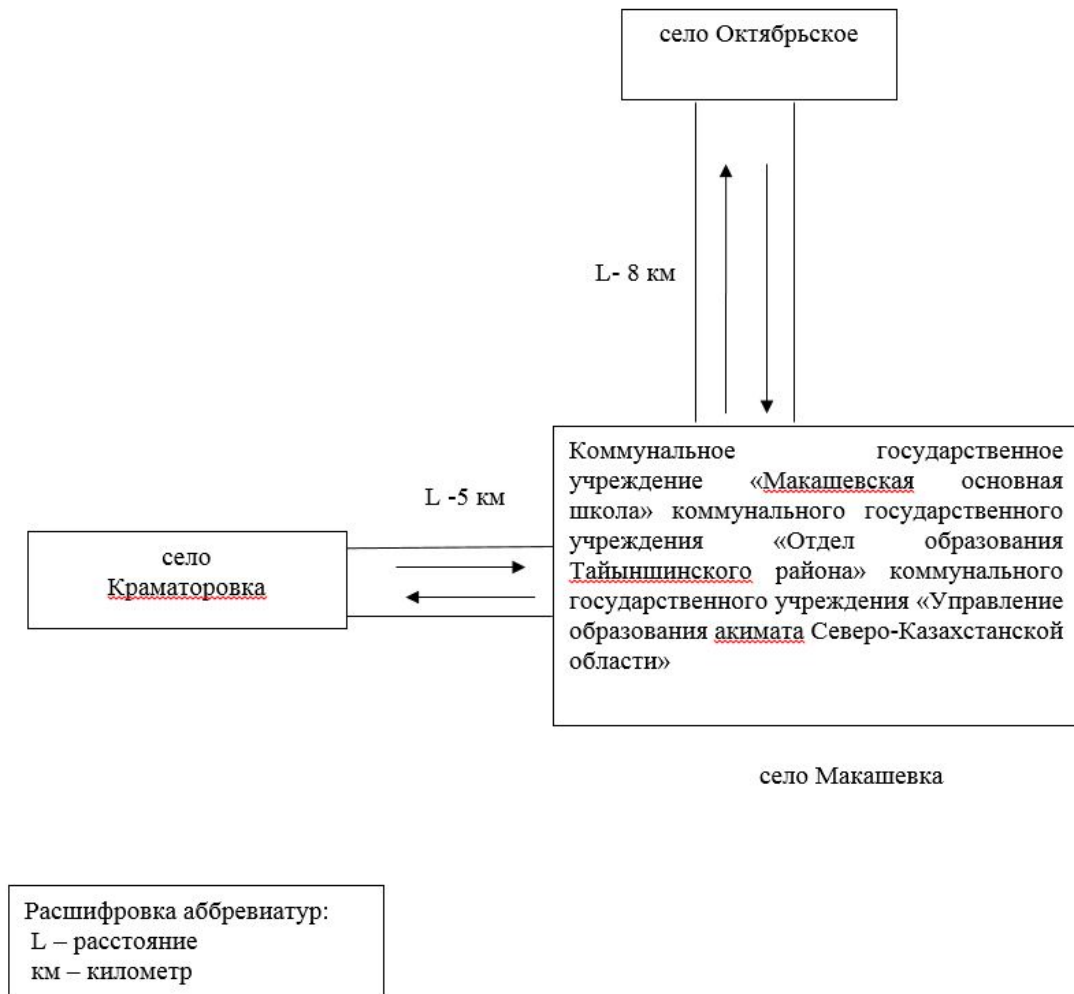 село Октябрьское
L- 8 км
Коммунальное государственное
учреждение «Макашевская основная
школа» коммунального государственного
учреждения «Отдел образования
Тайыншинского района» коммунального
государственного учреждения «Управление
образования акимата Северо-Казахстанской
области»
L -5 км
село
Краматоровка
село Макашевка
Расшифровка аббревиатур:
L – расстояние
км – километр